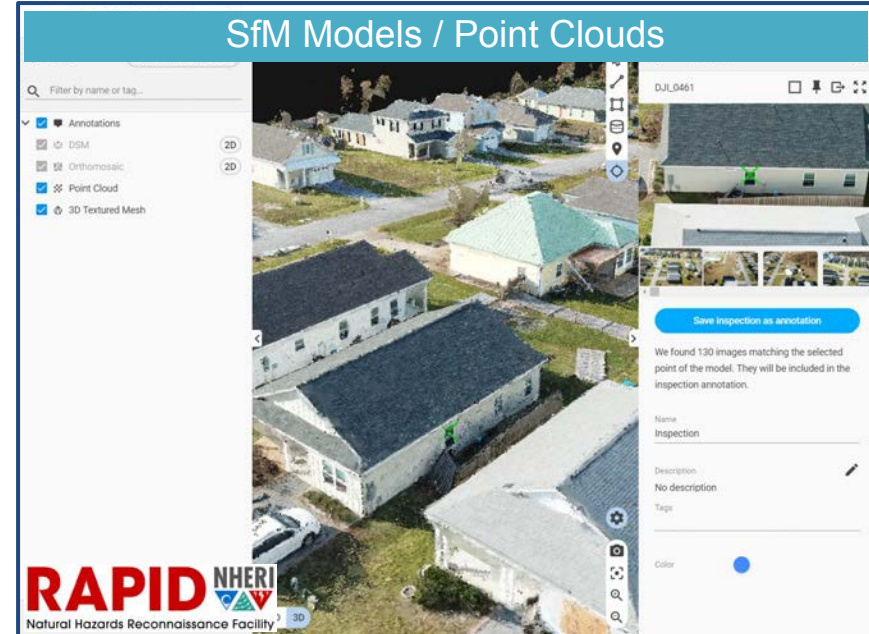 SfM Models / Point Clouds
Filter by name or tag...
Annotations
DSM
2D
Orthomosaic
2D
Point Cloud
3D Textured Mesh
3D
RAPID
NHERI
Natural Hazards Reconnaissance Facility
DJI_0461
Save inspection as annotation
We found 130 images matching the selected
point of the model. They will be included in the
inspection annotation.
Name
Inspection
Description
No description
Tags
Color